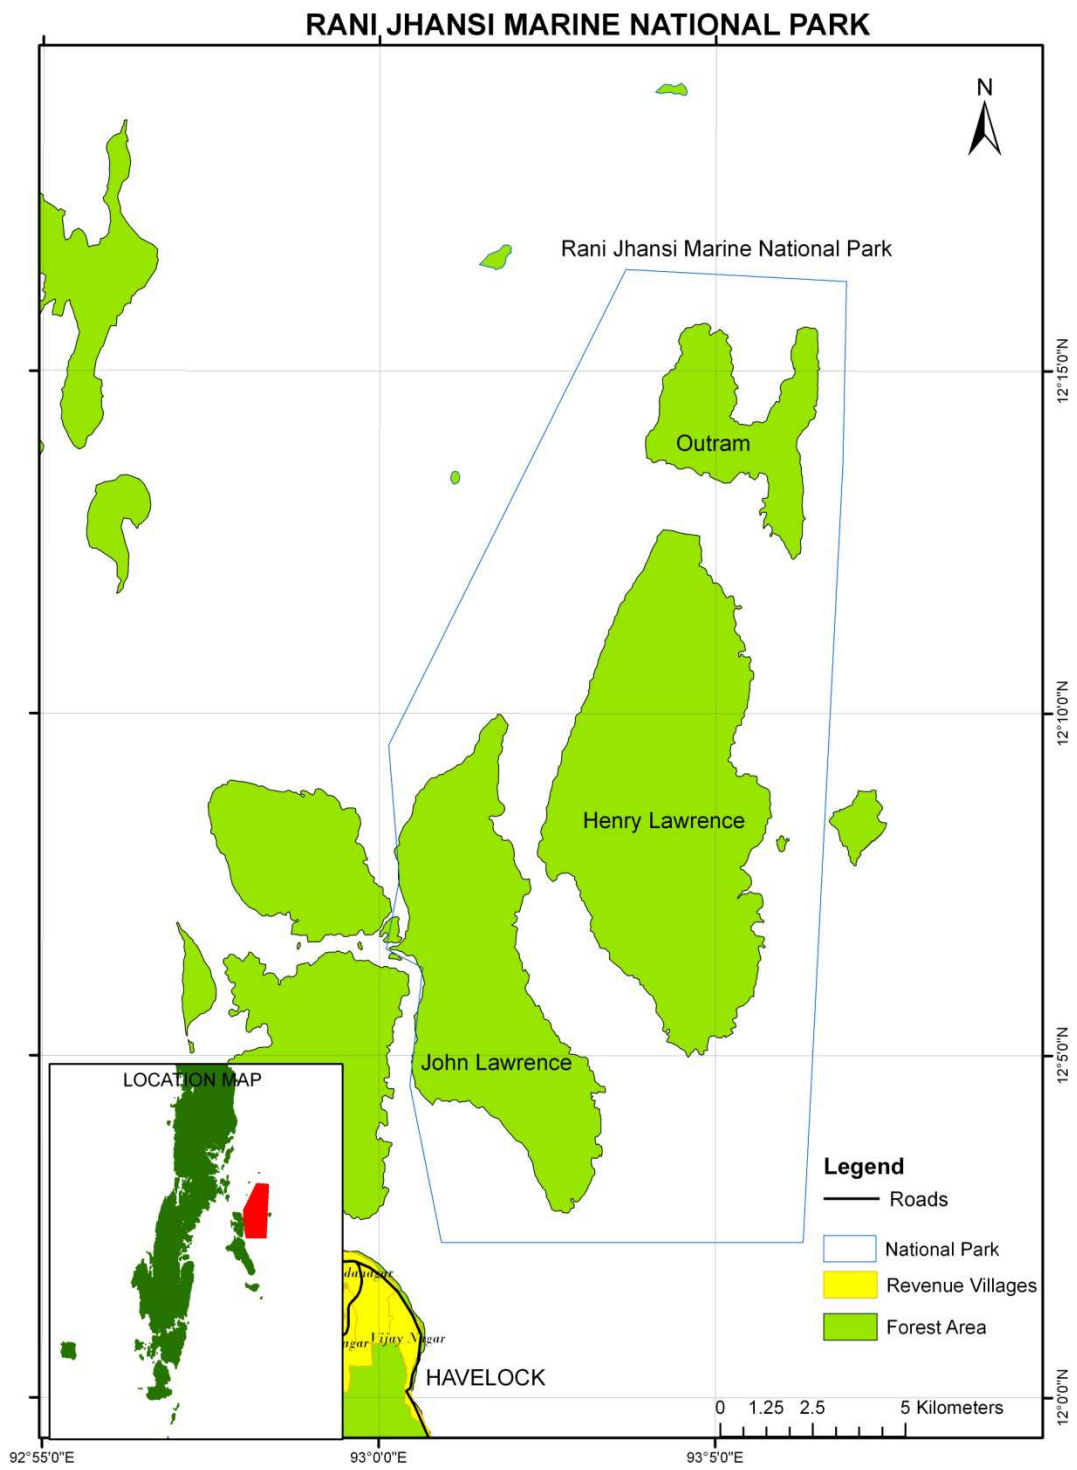 RANI JHANSI MARINE NATIONAL PARK
N
Rani Jhansi Marine National Park
12°15'0"N
Outram
12°10'0"N
Henry Lawrence
12°5'0"N
John Lawrence
LOCATION MAP
Legend
Roads
National Park
Revenue Villages
Forest Area
danagar
agar
Vijay Nagar
HAVELOCK
12°0'0"N
0 1.25 2.5 5 Kilometers
92°55'0"E 93°0'0"E 93°5'0"E